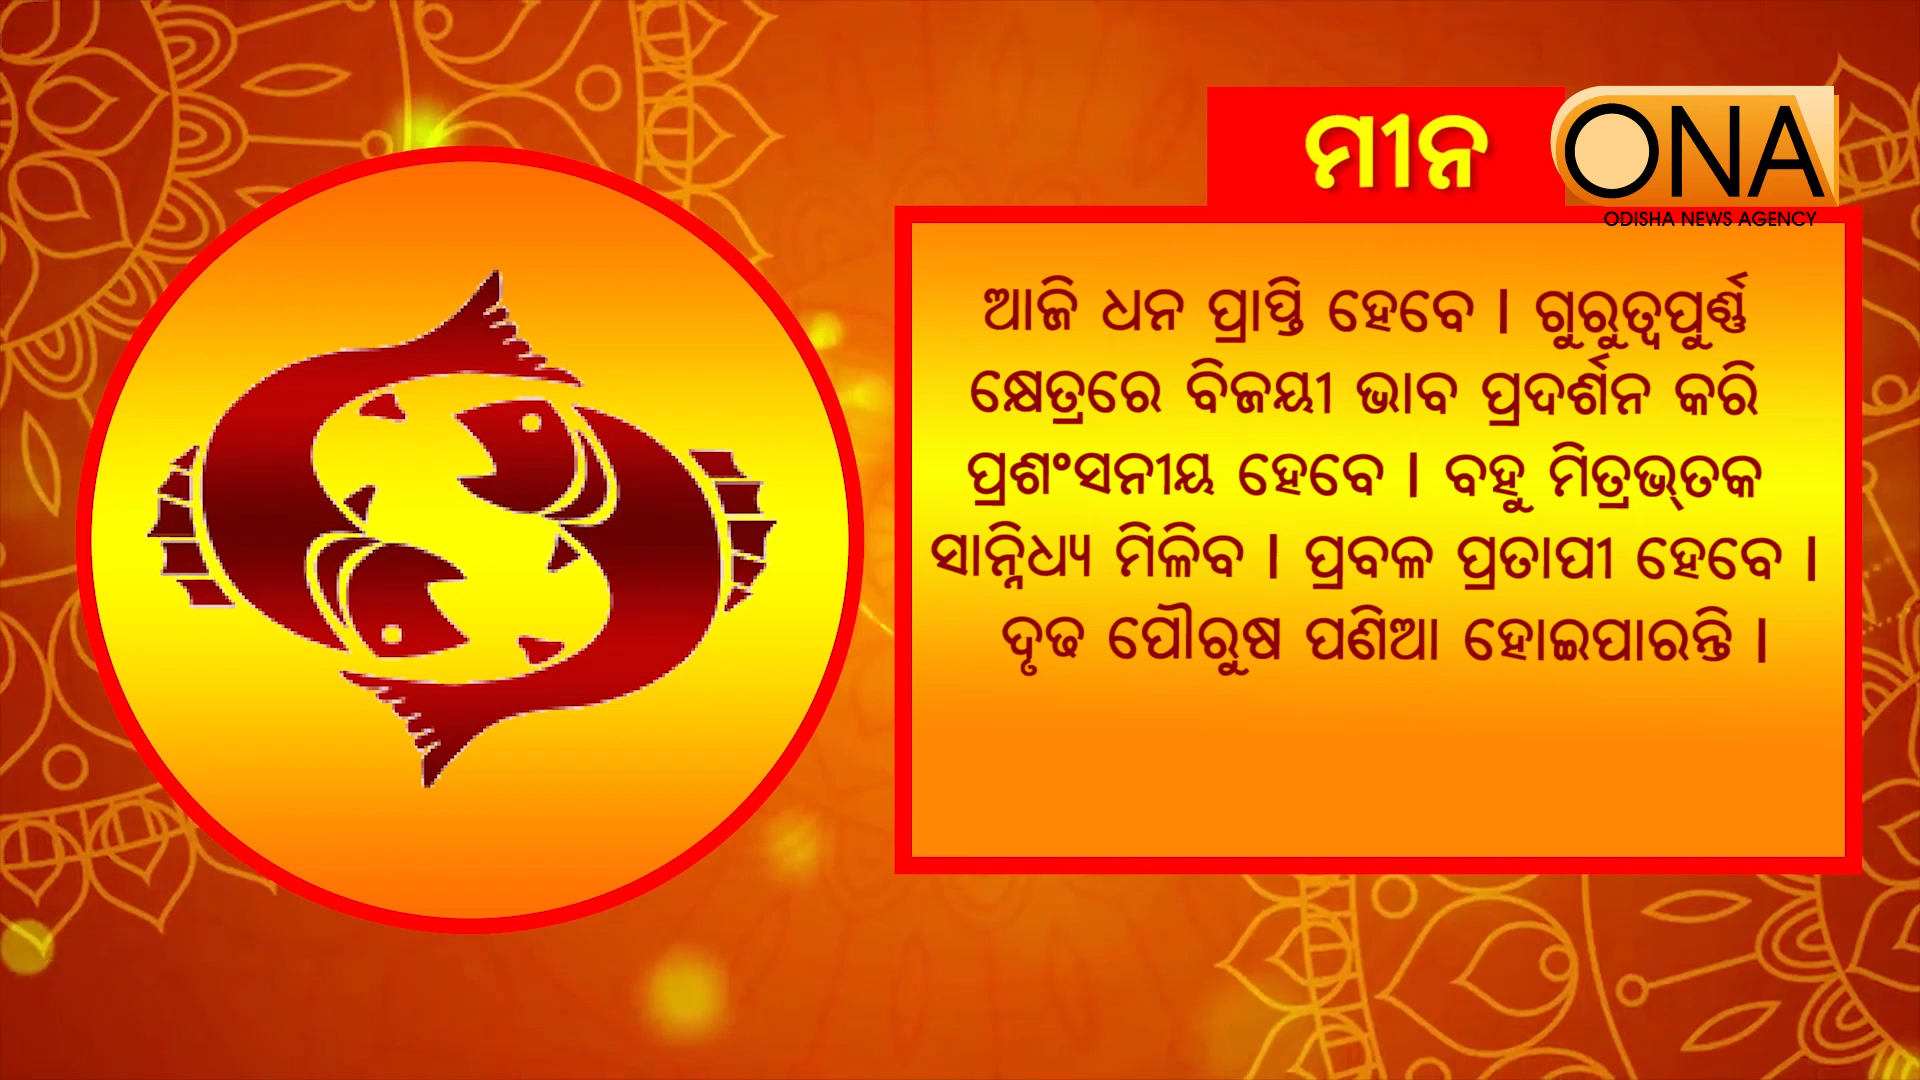 ମୀନ
ONA
ODISHA NEWS AGENCY
ଆଜି ଧନ ପ୍ରାପ୍ତି ହେବେ । ଗୁରୁତ୍ୱପୁର୍ଣ୍ଣ
କ୍ଷେତ୍ରରେ ବିଜୟୀ ଭାବ ପ୍ରଦର୍ଶନ କରି
ପ୍ରଶଂସନୀୟ ହେବେ । ବହୁ ମିତ୍ରଭ୍‌ତକ
ସାନ୍ନିଧ୍ୟ ମିଳିବ । ପ୍ରବଳ ପ୍ରତାପୀ ହେବେ ।
ଦୃଢ ପୌରୁଷ ପଣିଆ ହୋଇପାରନ୍ତି ।